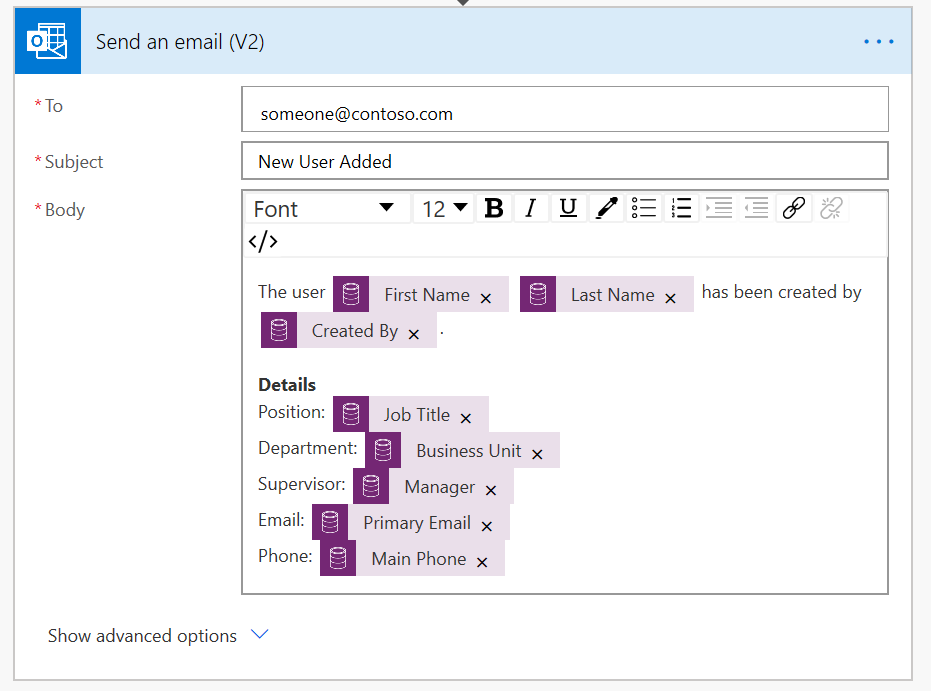 Send an email (V2)
* To
someone@contoso.com
* Subject
New User Added
* Body
Font 12 B I U
</>
The user First Name × Last Name × has been created by
Created By × .
Details
Position: Job Title ×
Department: Business Unit ×
Supervisor: Manager ×
Email: Primary Email ×
Phone: Main Phone ×
Show advanced options